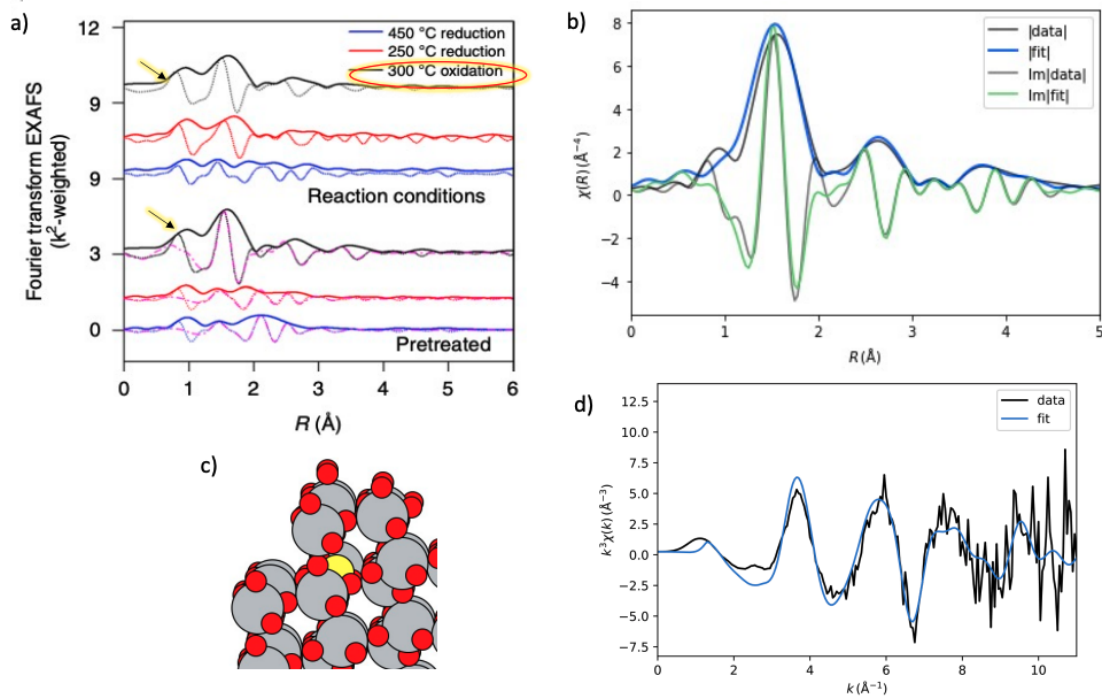 a)
Fourier transform EXAFS
(k²-weighted)
12
9
9
3
0
450 °C reduction
250 °C reduction
300 °C oxidation
Reaction conditions
Pretreated
0 1 2 3 4 5 6
R (Å)
b)
χ(R) (Å⁻⁴)
8
6
4
2
0
−2
−4
|data|
|fit|
Im|data|
Im|fit|
0 1 2 3 4 5
R (Å)
c)
d)
k³χ(k) (Å⁻³)
12.5
10.0
7.5
5.0
2.5
0.0
−2.5
−5.0
−7.5
data
fit
0 2 4 6 8 10
k (Å⁻¹)